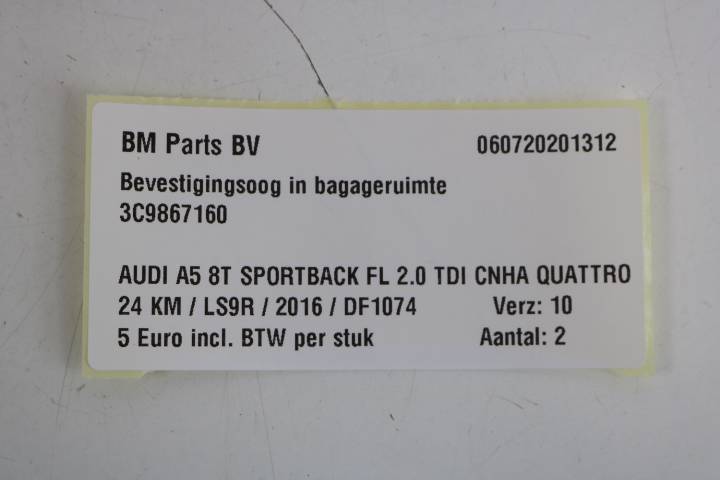 BM Parts BV 060720201312
Bevestigingsoog in bagageruimte
3C9867160
AUDI A5 8T SPORTBACK FL 2.0 TDI CNHA QUATTRO
24 KM / LS9R / 2016 / DF1074 Verz: 10
5 Euro incl. BTW per stuk Aantal: 2